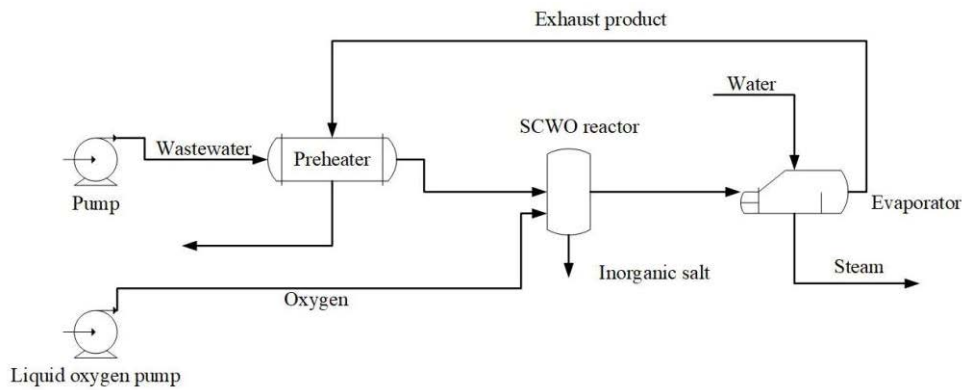 Exhaust product
Water
SCWO reactor
Wastewater
Preheater
Pump
Evaporator
Steam
Inorganic salt
Oxygen
Liquid oxygen pump